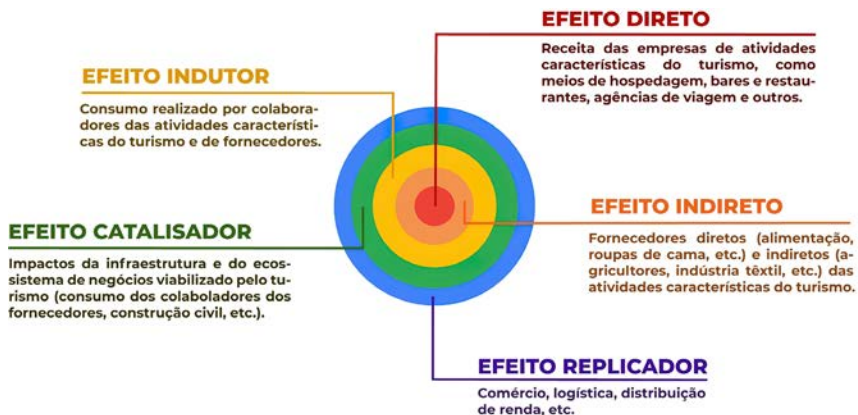 EFEITO DIRETO
Receita das empresas de atividades
características do turismo, como
meios de hospedagem, bares e restau-
rantes, agências de viagem e outros.
EFEITO INDUTOR
Consumo realizado por colabora-
dores das atividades característi-
cas do turismo e de fornecedores.
EFEITO INDIRETO
Fornecedores diretos (alimentação,
roupas de cama, etc.) e indiretos (a-
gricultores, indústria têxtil, etc.) das
atividades características do turismo.
EFEITO CATALISADOR
Impactos da infraestrutura e do ecos-
sistema de negócios viabilizado pelo tu-
rismo (consumo dos colaboladores dos
fornecedores, construção civil, etc.).
EFEITO REPLICADOR
Comércio, logística, distribuição
de renda, etc.